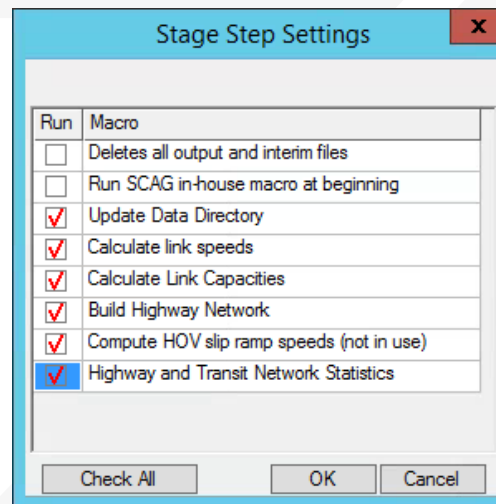 Stage Step Settings
x
Run Macro
Deletes all output and interim files
Run SCAG in-house macro at beginning
Update Data Directory
Calculate link speeds
Calculate Link Capacities
Build Highway Network
Compute HOV slip ramp speeds (not in use)
Highway and Transit Network Statistics
Check All OK Cancel